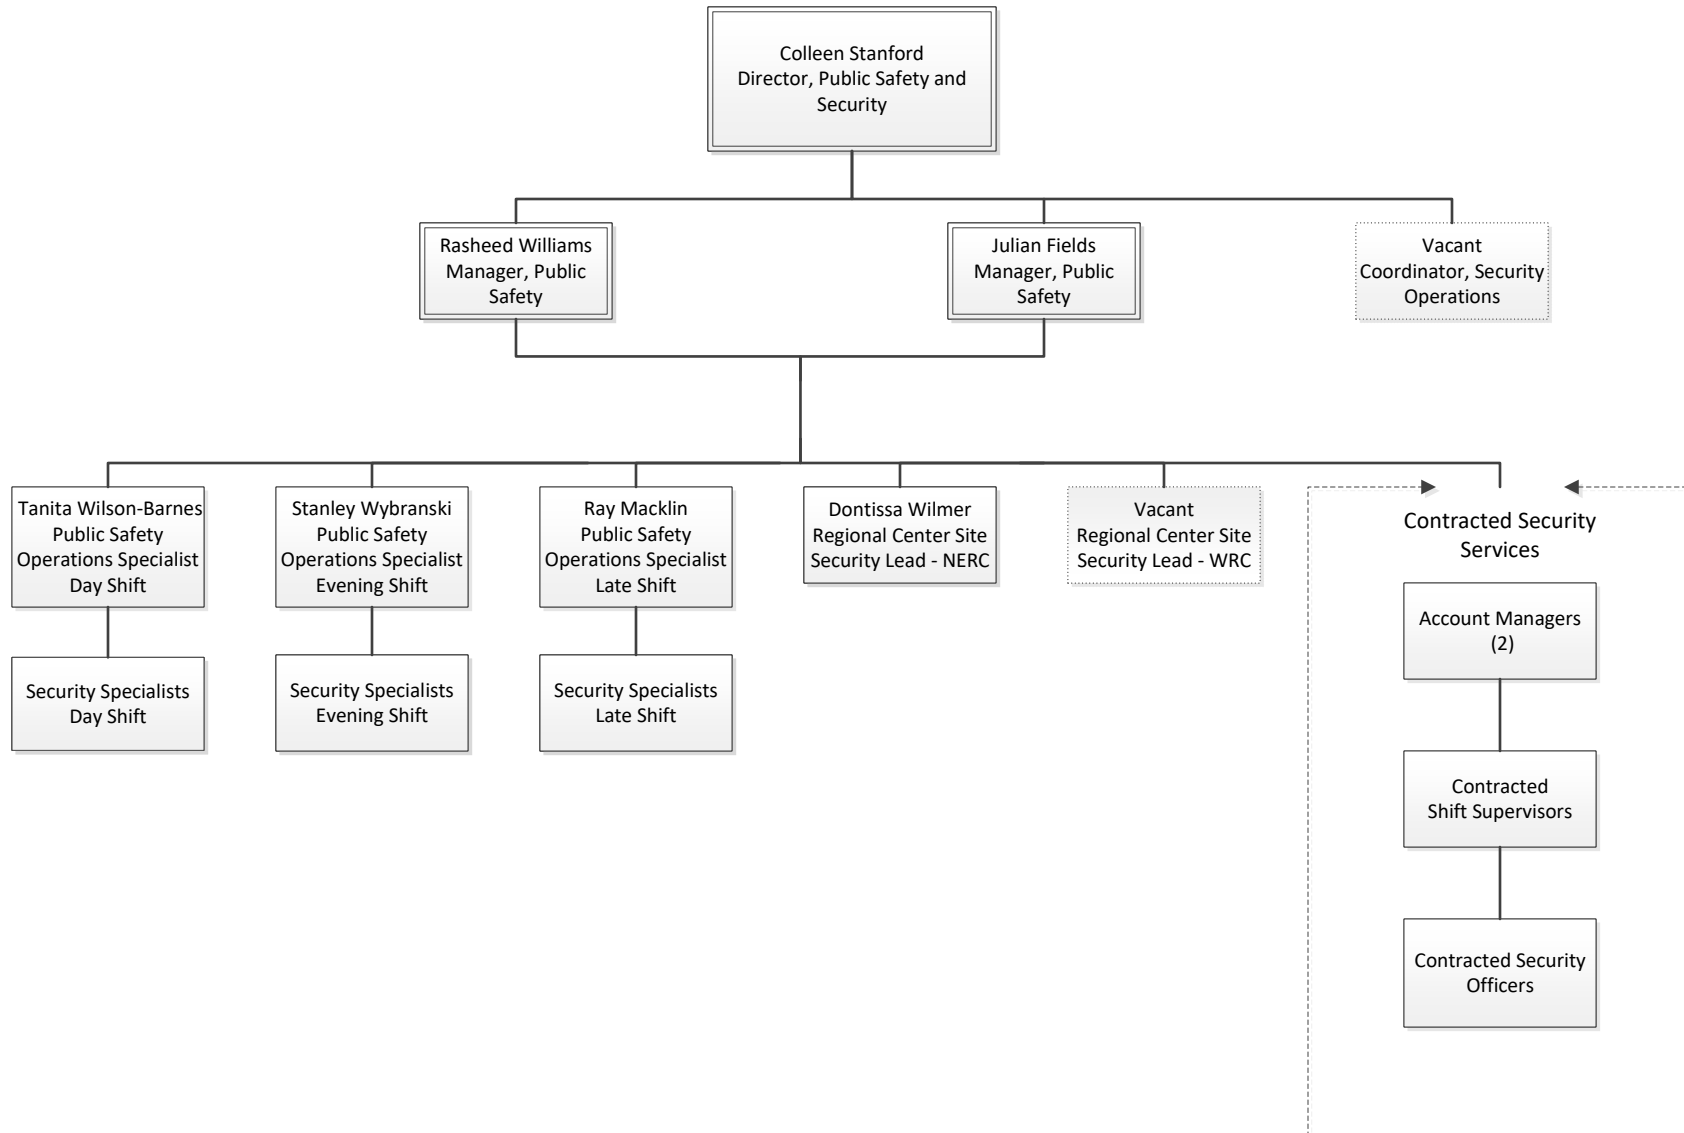 Colleen Stanford
Director, Public Safety and
Security
Rasheed Williams
Manager, Public
Safety
Julian Fields
Manager, Public
Safety
Vacant
Coordinator, Security
Operations
Tanita Wilson-Barnes
Public Safety
Operations Specialist
Day Shift
Stanley Wybranski
Public Safety
Operations Specialist
Evening Shift
Ray Macklin
Public Safety
Operations Specialist
Late Shift
Dontissa Wilmer
Regional Center Site
Security Lead - NERC
Vacant
Regional Center Site
Security Lead - WRC
Contracted Security
Services
Security Specialists
Day Shift
Security Specialists
Evening Shift
Security Specialists
Late Shift
Account Managers
(2)
Contracted
Shift Supervisors
Contracted Security
Officers